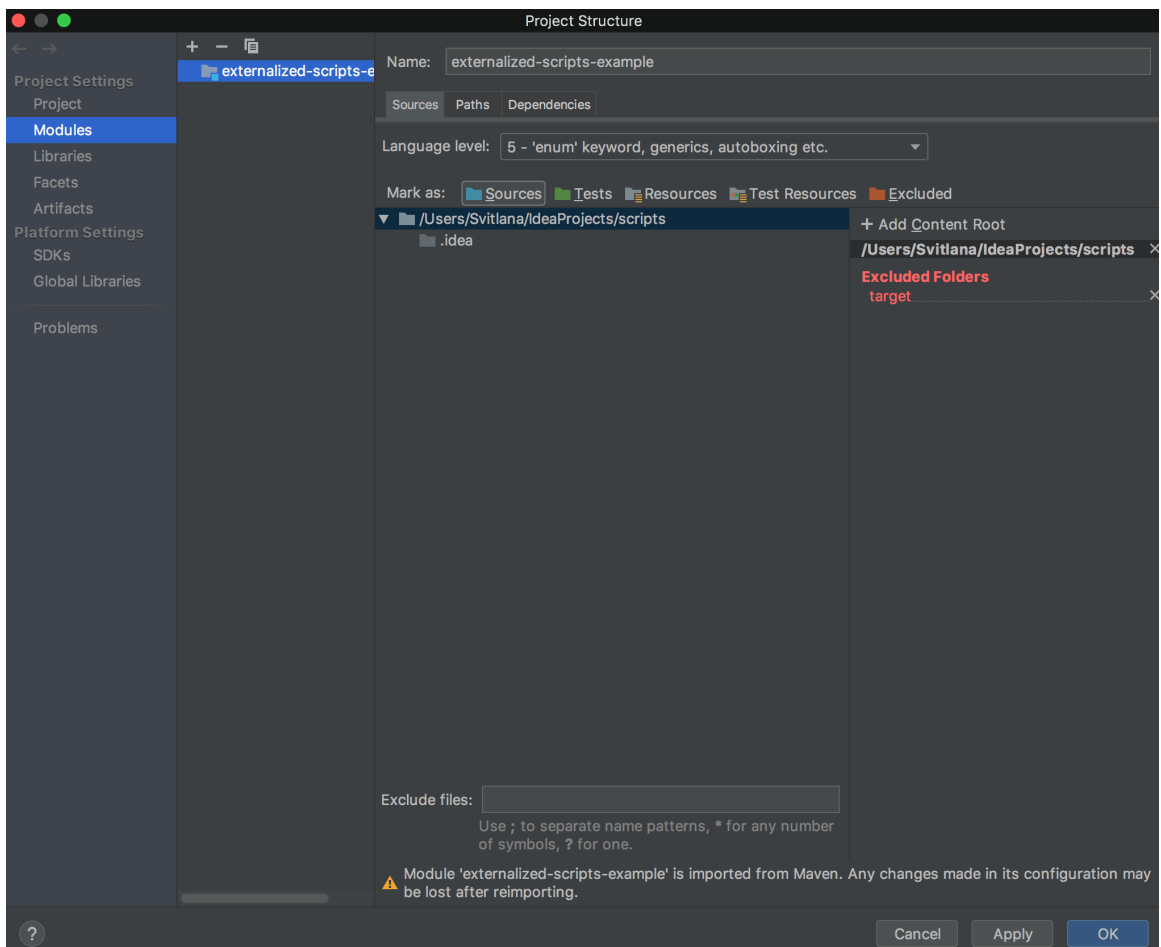 Project Structure
Project Settings
Project
Modules
Libraries
Facets
Artifacts
Platform Settings
SDKs
Global Libraries
Problems
externalized-scripts-e
Name: externalized-scripts-example
Sources Paths Dependencies
Language level: 5 - 'enum' keyword, generics, autoboxing etc.
Mark as: Sources Tests Resources Test Resources Excluded
/Users/Svitlana/IdeaProjects/scripts
.idea
+ Add Content Root
/Users/Svitlana/IdeaProjects/scripts
Excluded Folders
target
Exclude files:
Use ; to separate name patterns, * for any number
of symbols, ? for one.
Module 'externalized-scripts-example' is imported from Maven. Any changes made in its configuration may
be lost after reimporting.
? Cancel Apply OK